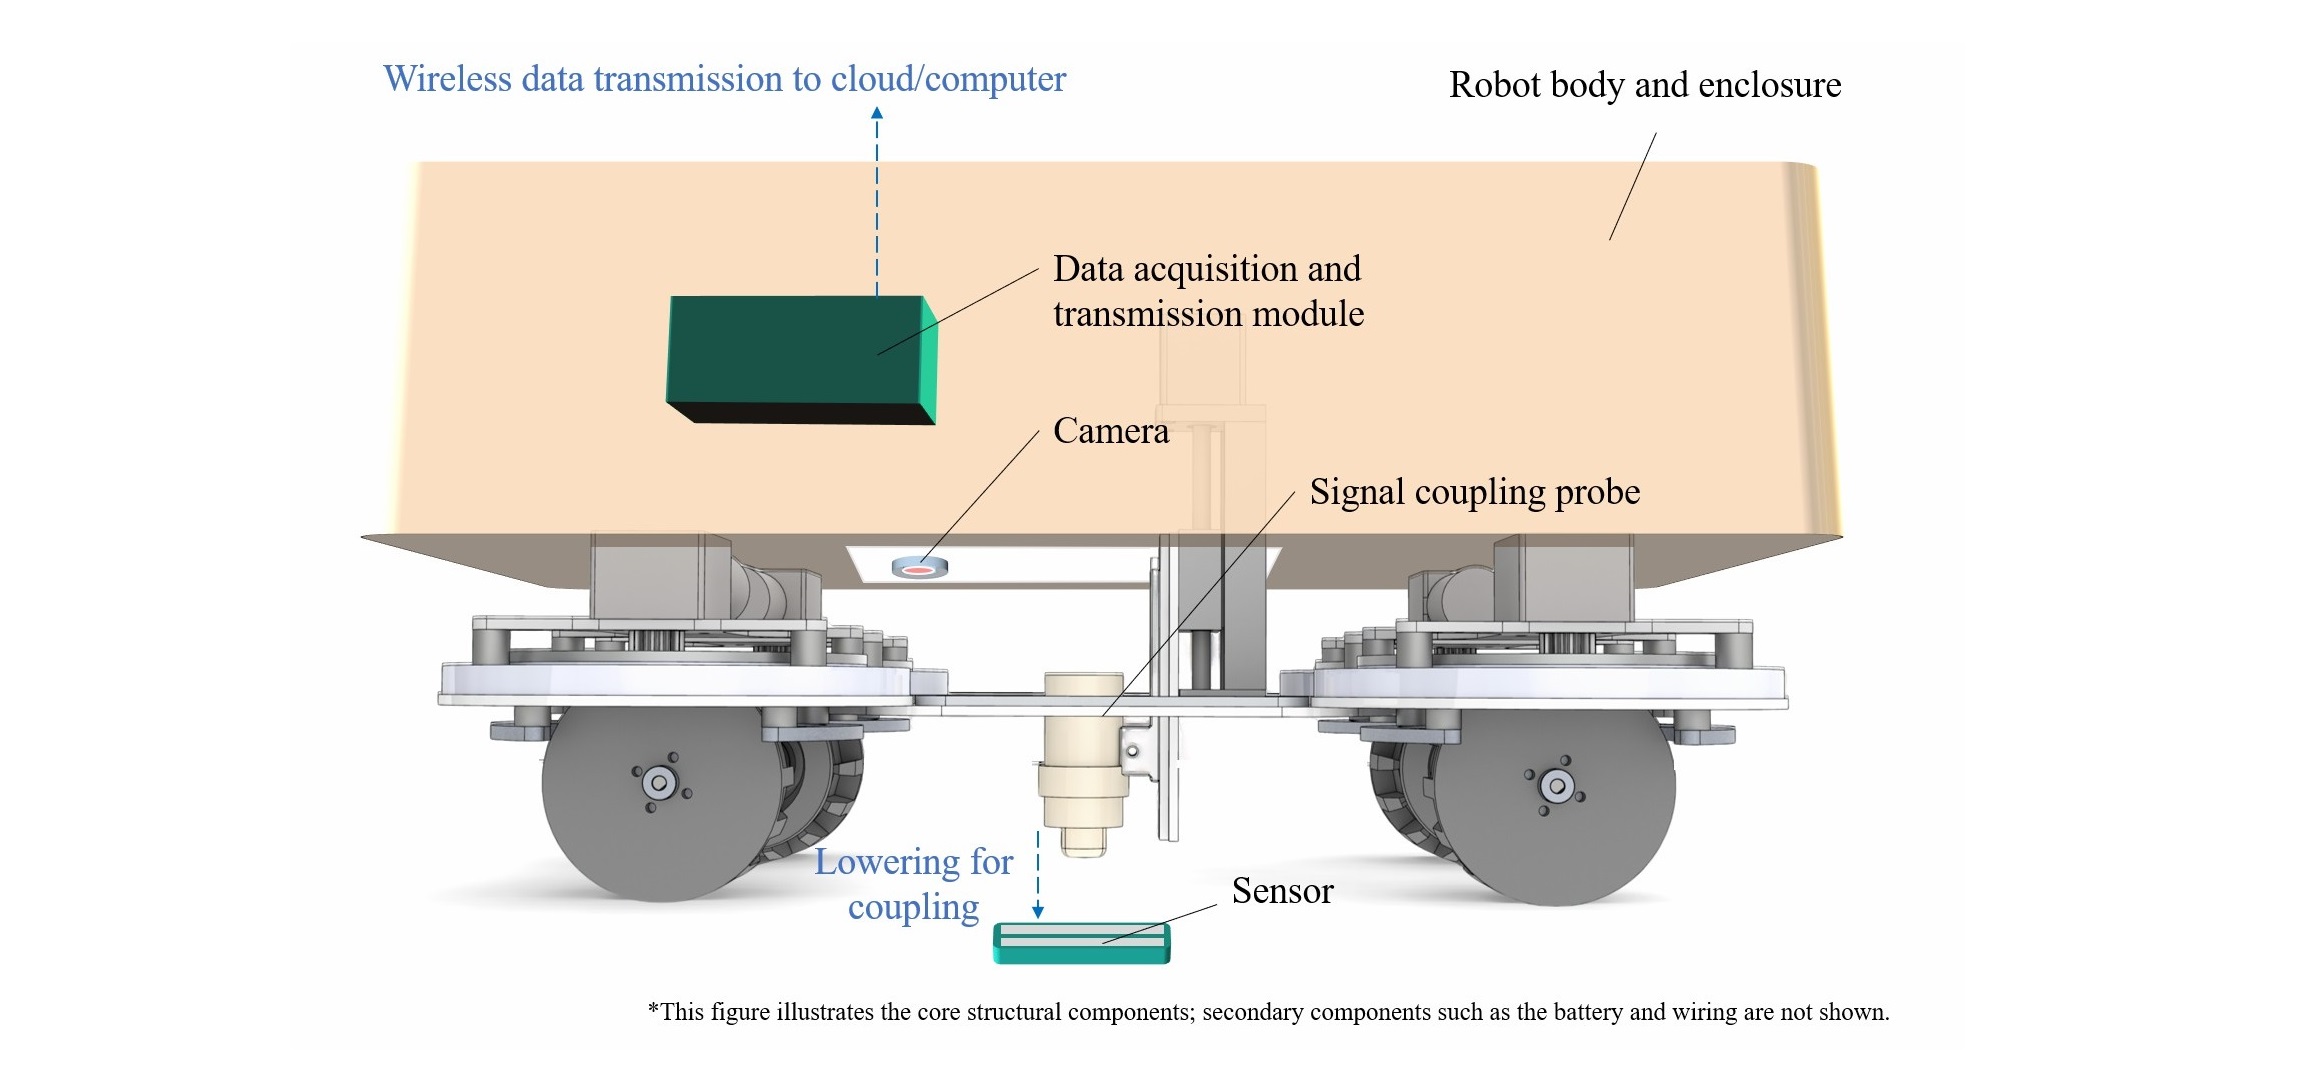 Wireless data transmission to cloud/computer
Robot body and enclosure
Data acquisition and
transmission module
Camera
Signal coupling probe
Lowering for
coupling
Sensor
*This figure illustrates the core structural components; secondary components such as the battery and wiring are not shown.